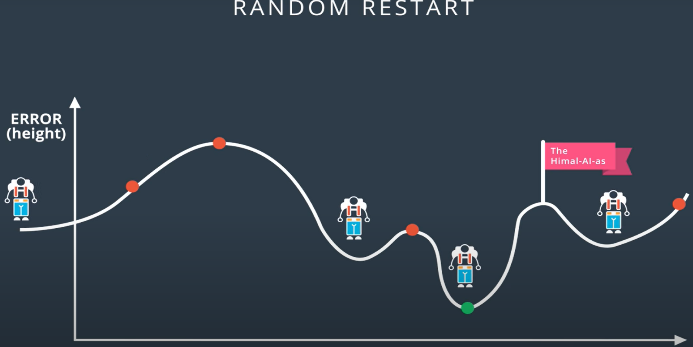 RANDOM RESTART
ERROR
(height)
The
Himal-AI-as